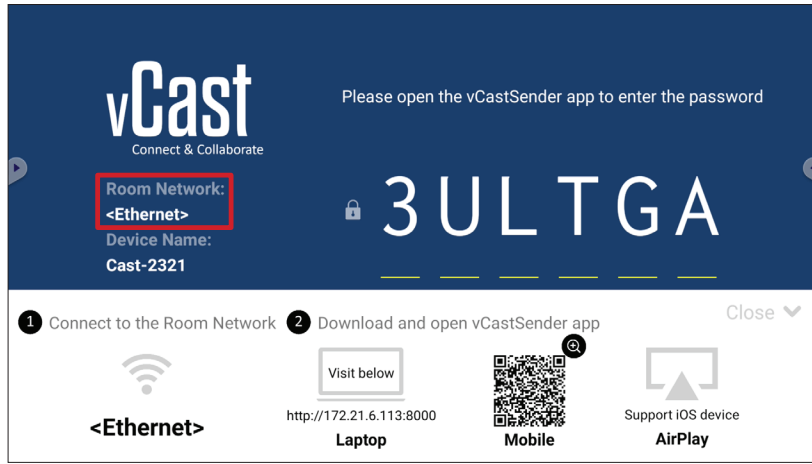 vCast
Connect & Collaborate
Please open the vCastSender app to enter the password
Room Network:
<Ethernet>
Device Name:
Cast-2321
3ULTGA
Close
1 Connect to the Room Network
2 Download and open vCastSender app
<Ethernet>
Visit below
http://172.21.6.113:8000
Laptop
Mobile
Support iOS device
AirPlay